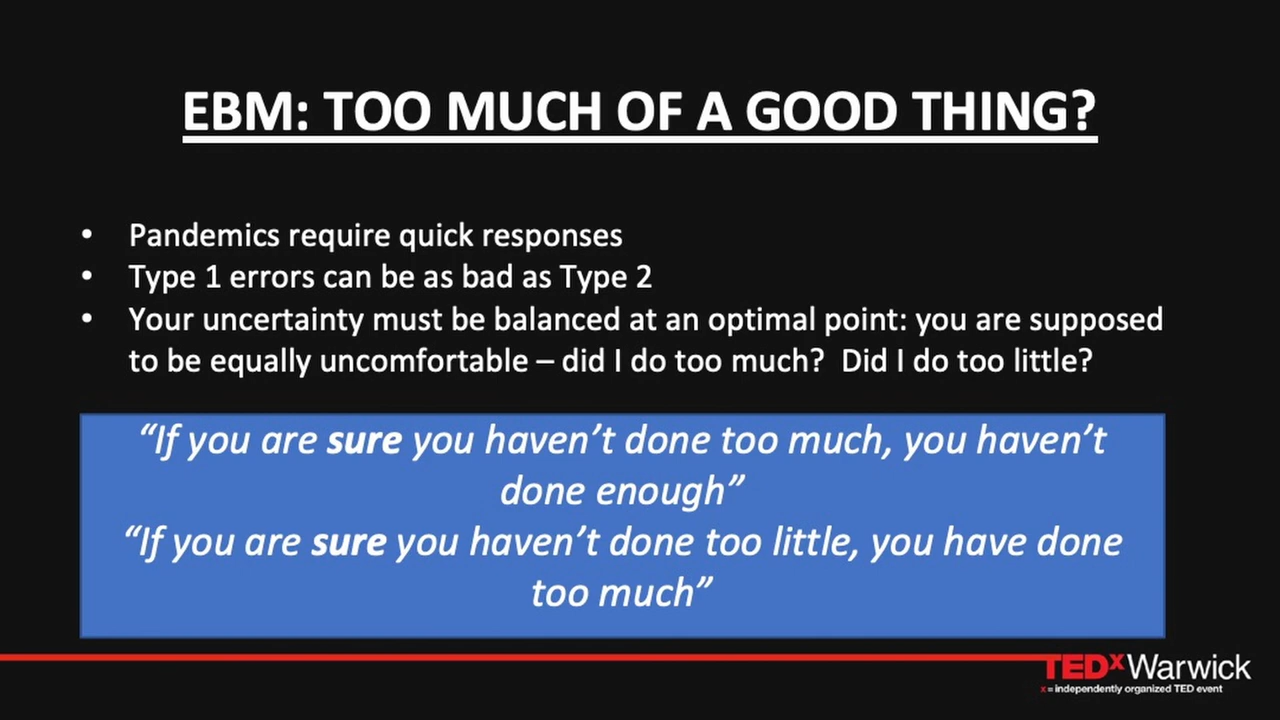 EBM: TOO MUCH OF A GOOD THING?
• Pandemics require quick responses
• Type 1 errors can be as bad as Type 2
• Your uncertainty must be balanced at an optimal point: you are supposed
to be equally uncomfortable – did I do too much?  Did I do too little?
“If you are sure you haven’t done too much, you haven’t
done enough”
“If you are sure you haven’t done too little, you have done
too much”
TEDxWarwick
x = independently organized TED event